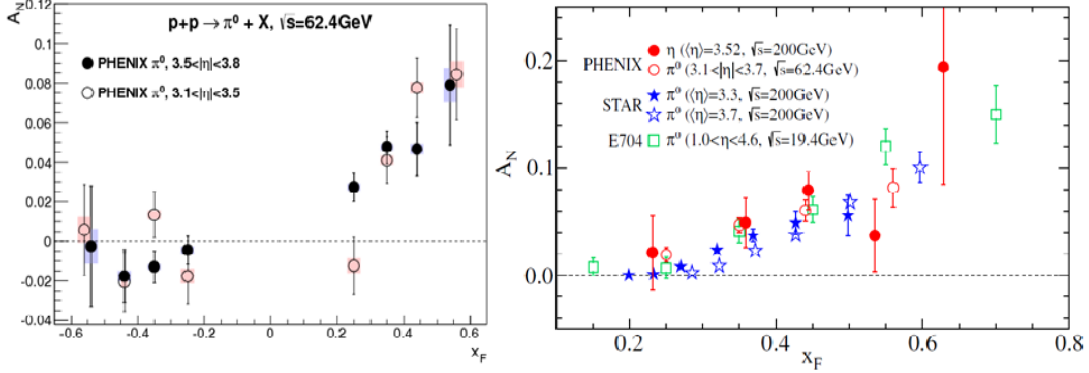 A_N
p+p → π⁰ + X, √s=62.4GeV
0.12
PHENIX π⁰, 3.5<|η|<3.8
0.1
PHENIX π⁰, 3.1<|η|<3.5
0.08
0.06
0.04
0.02
0
-0.02
-0.04
-0.6 -0.4 -0.2 0 0.2 0.4 0.6
x_F
A_N
0.2
0.1
0.0
η (⟨η⟩=3.52, √s=200GeV)
PHENIX
π⁰ (3.1<|η|<3.7, √s=62.4GeV)
π⁰ (⟨η⟩=3.3, √s=200GeV)
STAR
π⁰ (⟨η⟩=3.7, √s=200GeV)
E704 π⁰ (1.0<η<4.6, √s=19.4GeV)
0.2 0.4 0.6 0.8
x_F